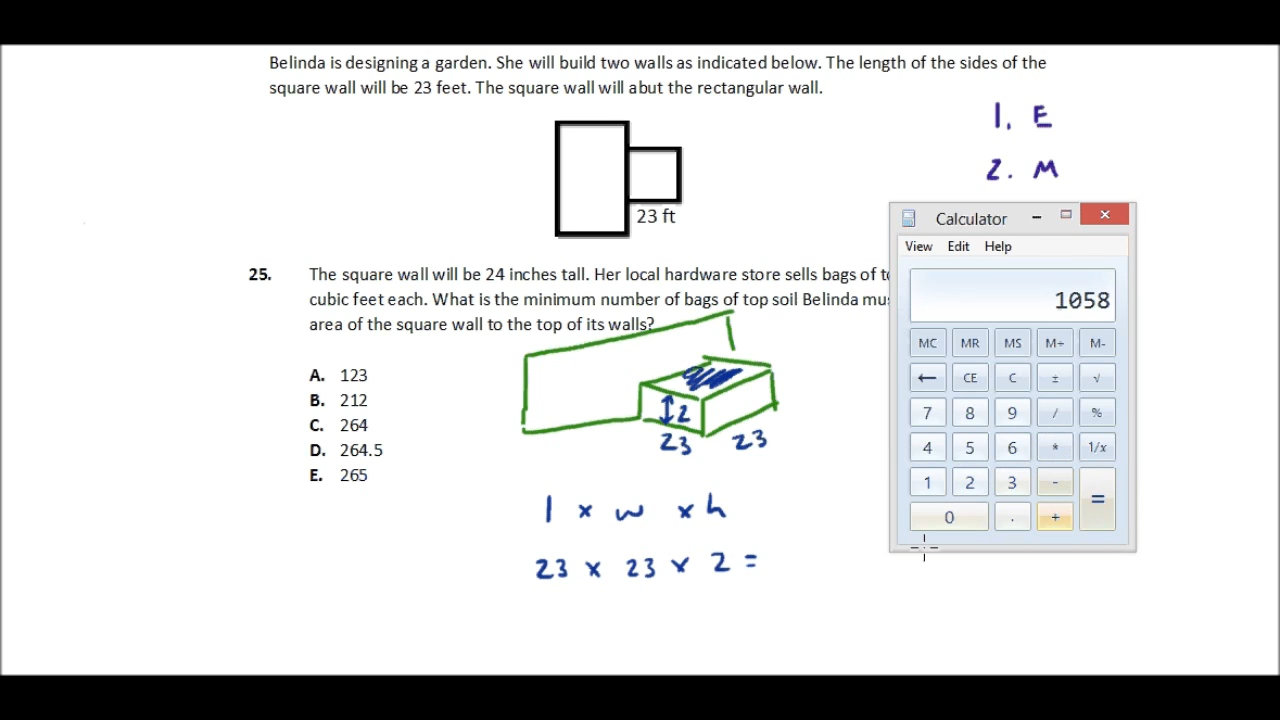 Belinda is designing a garden. She will build two walls as indicated below. The length of the sides of the
square wall will be 23 feet. The square wall will abut the rectangular wall.
1. E
2. M
23 ft
25. The square wall will be 24 inches tall. Her local hardware store sells bags of
cubic feet each. What is the minimum number of bags of top soil Belinda
area of the square wall to the top of its walls?
A. 123
B. 212
C. 264
D. 264.5
E. 265
2
23 23
l x w x h
23 x 23 x 2 =
Calculator
View Edit Help
1058
MC MR MS M+ M-
← CE C ± √
7 8 9 / %
4 5 6 * 1/x
1 2 3 - =
0 . +